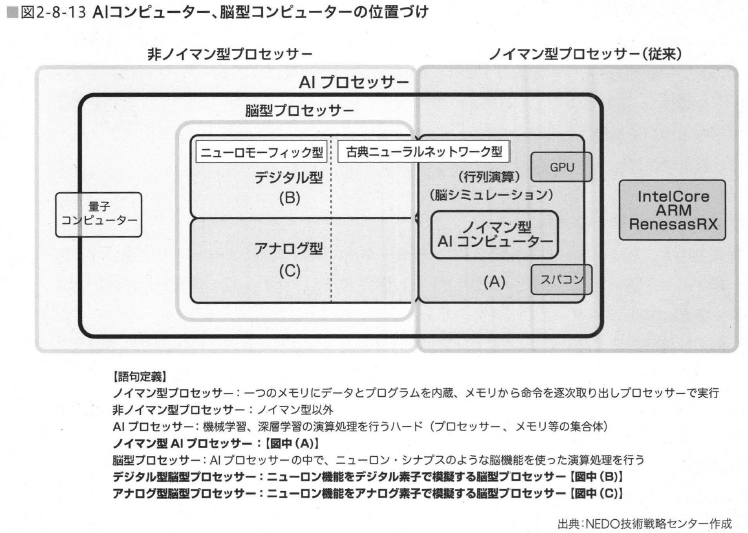 ■図2-8-13 AIコンピューター、脳型コンピューターの位置づけ
非ノイマン型プロセッサー
ノイマン型プロセッサー(従来)
AI プロセッサー
脳型プロセッサー
ニューロモーフィック型
古典ニューラルネットワーク型
デジタル型
(B)
(行列演算)
(脳シミュレーション)
GPU
量子
コンピューター
IntelCore
ARM
RenesasRX
ノイマン型
AI コンピューター
アナログ型
(C)
(A)
スパコン
【語句定義】
ノイマン型プロセッサー:一つのメモリにデータとプログラムを内蔵、メモリから命令を逐次取り出しプロセッサーで実行
非ノイマン型プロセッサー:ノイマン型以外
AI プロセッサー:機械学習、深層学習の演算処理を行うハード(プロセッサー、メモリ等の集合体)
ノイマン型 AI プロセッサー:【図中(A)】
脳型プロセッサー:AI プロセッサーの中で、ニューロン・シナプスのような脳機能を使った演算処理を行う
デジタル型脳型プロセッサー:ニューロン機能をデジタル素子で模擬する脳型プロセッサー【図中(B)】
アナログ型脳型プロセッサー:ニューロン機能をアナログ素子で模擬する脳型プロセッサー【図中(C)】
出典:NEDO技術戦略センター作成